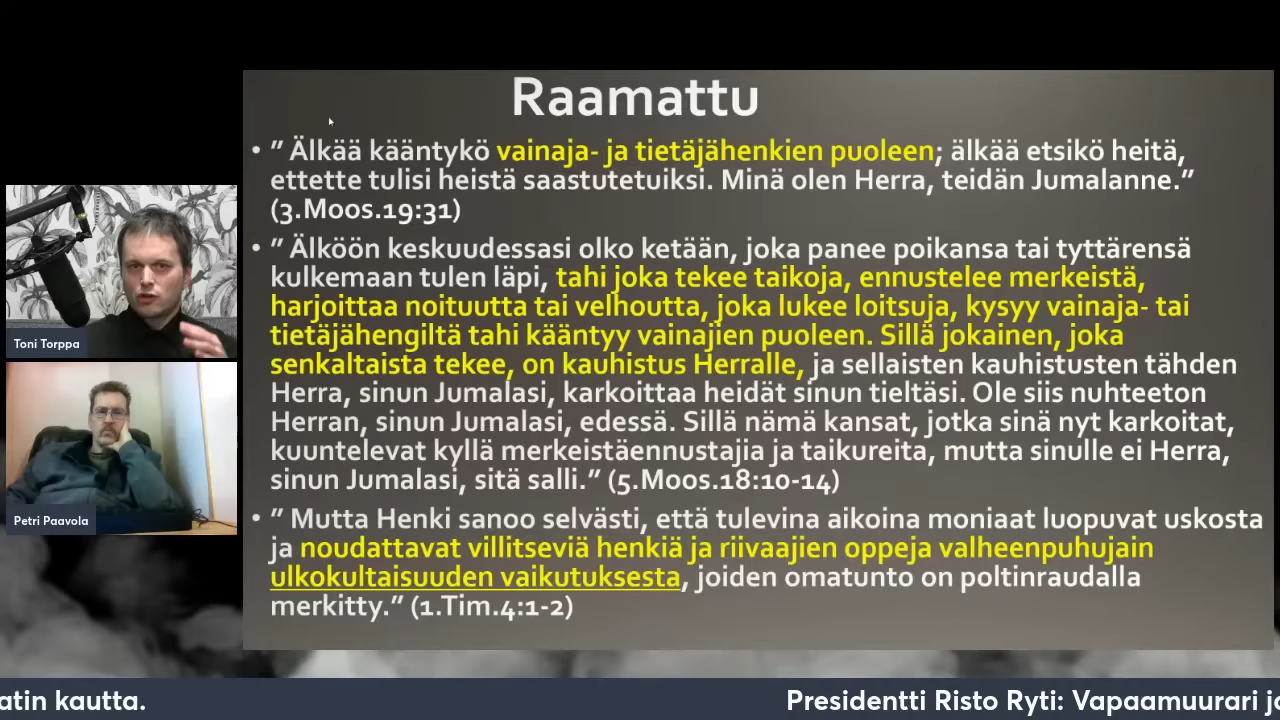 Raamattu
• ” Älkää kääntykö vainaja- ja tietäjähenkien puoleen; älkää etsikö heitä,
ettette tulisi heistä saastutetuiksi. Minä olen Herra, teidän Jumalanne.”
(3.Moos.19:31)
• ” Älköön keskuudessasi olko ketään, joka panee poikansa tai tyttärensä
kulkemaan tulen läpi, tahi joka tekee taikoja, ennustelee merkeistä,
harjoittaa noituutta tai velhoutta, joka lukee loitsuja, kysyy vainaja- tai
tietäjähengiltä tahi kääntyy vainajien puoleen. Sillä jokainen, joka
senkaltaista tekee, on kauhistus Herralle, ja sellaisten kauhistusten tähden
Herra, sinun Jumalasi, karkoittaa heidät sinun tieltäsi. Ole siis nuhteeton
Herran, sinun Jumalasi, edessä. Sillä nämä kansat, jotka sinä nyt karkoitat,
kuuntelevat kyllä merkeistäennustajia ja taikureita, mutta sinulle ei Herra,
sinun Jumalasi, sitä salli.” (5.Moos.18:10-14)
• ” Mutta Henki sanoo selvästi, että tulevina aikoina moniaat luopuvat uskosta
ja noudattavat villitseviä henkiä ja riivaajien oppeja valheenpuhujain
ulkokultaisuuden vaikutuksesta, joiden omatunto on poltinraudalla
merkitty.” (1.Tim.4:1-2)
Toni Torppa
Petri Paavola
atin kautta.
Presidentti Risto Ryti: Vapaamuurari ja